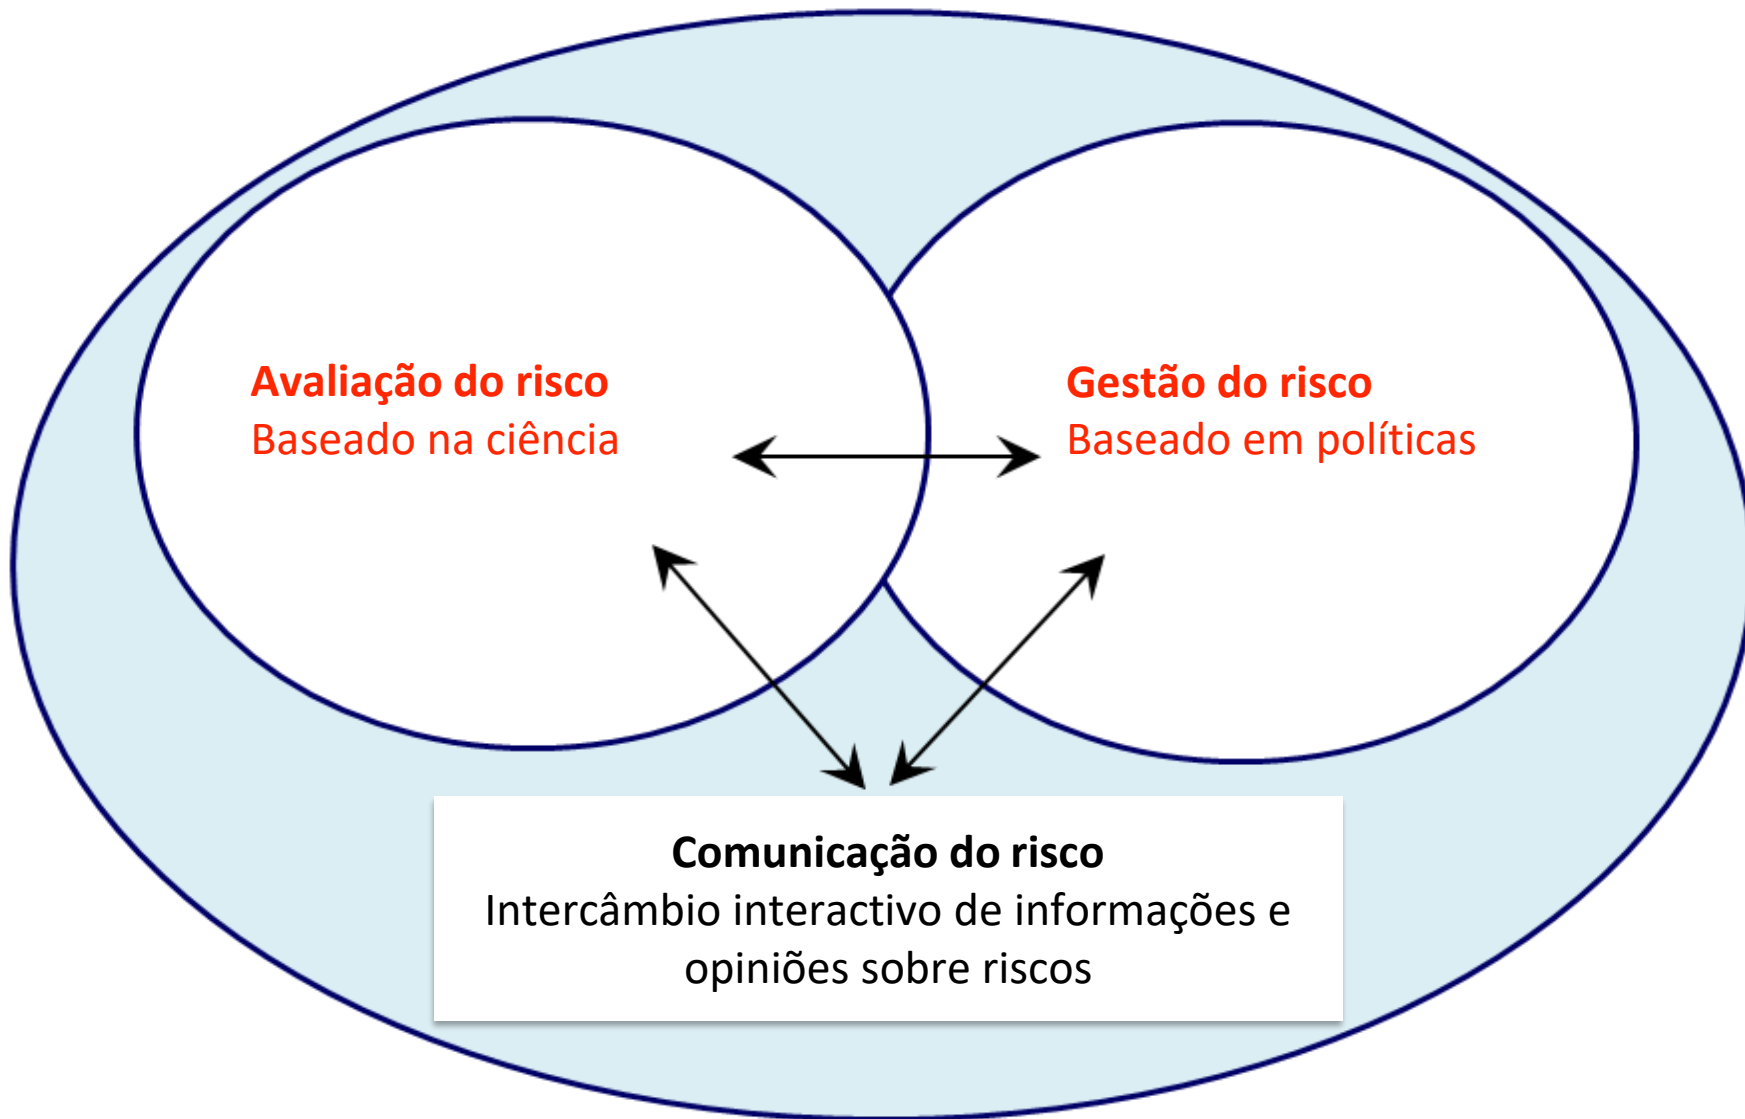 Avaliação do risco
Baseado na ciência
Gestão do risco
Baseado em políticas
Comunicação do risco
Intercâmbio interactivo de informações e
opiniões sobre riscos